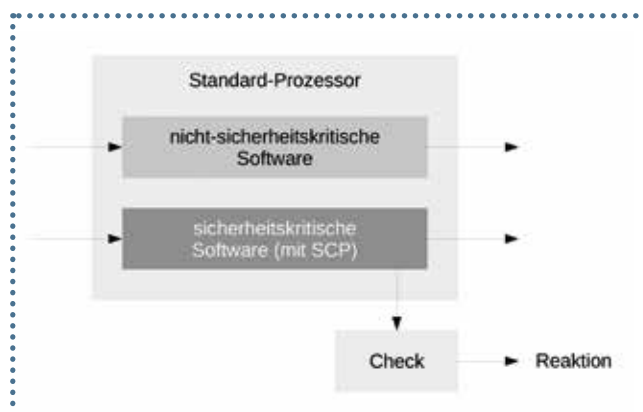 Standard-Prozessor
nicht-sicherheitskritische
Software
sicherheitskritische
Software (mit SCP)
Check
Reaktion